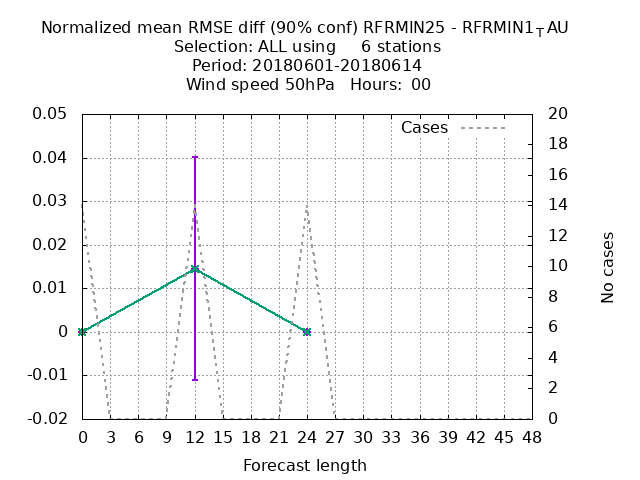 Normalized mean RMSE diff (90% conf) RFRMIN25 - RFRMIN1TAU
Selection: ALL using     6 stations
Period: 20180601-20180614
Wind speed 50hPa   Hours: 00
Cases
0.05
0.04
0.03
0.02
0.01
0
-0.01
-0.02
20
18
16
14
12
10
8
6
4
2
0
No cases
0 3 6 9 12 15 18 21 24 27 30 33 36 39 42 45 48
Forecast length